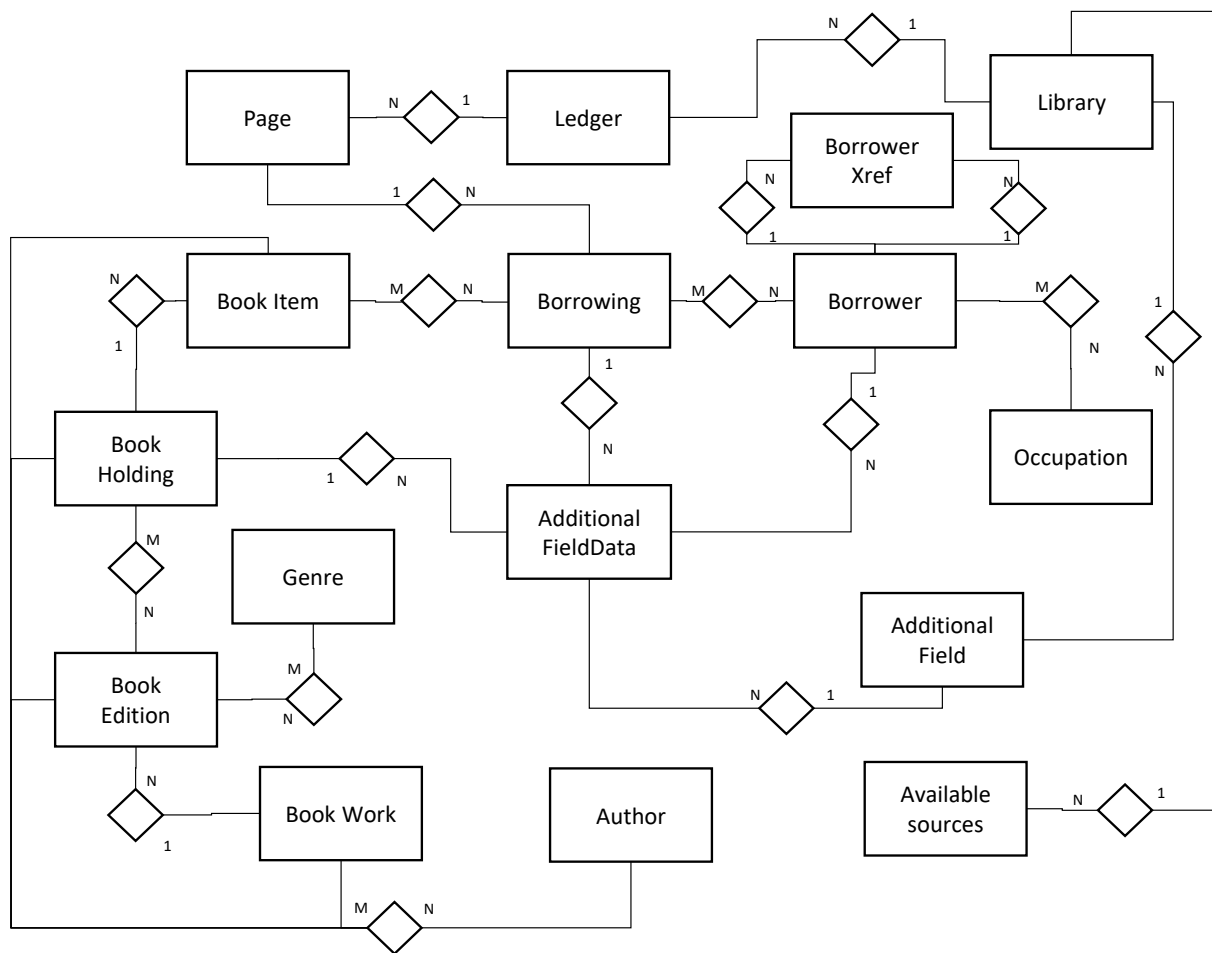 N
1
Page
N
1
Ledger
Library
Borrower
Xref
N
N
1
N
1
1
N
Book Item
M
N
Borrowing
M
N
Borrower
M
1
1
1
1
N
N
Book
Holding
1
N
N
N
Occupation
Additional
FieldData
M
Genre
N
Additional
Field
M
N
Book
Edition
N
1
N
1
Book Work
Author
Available
sources
N
1
M
N